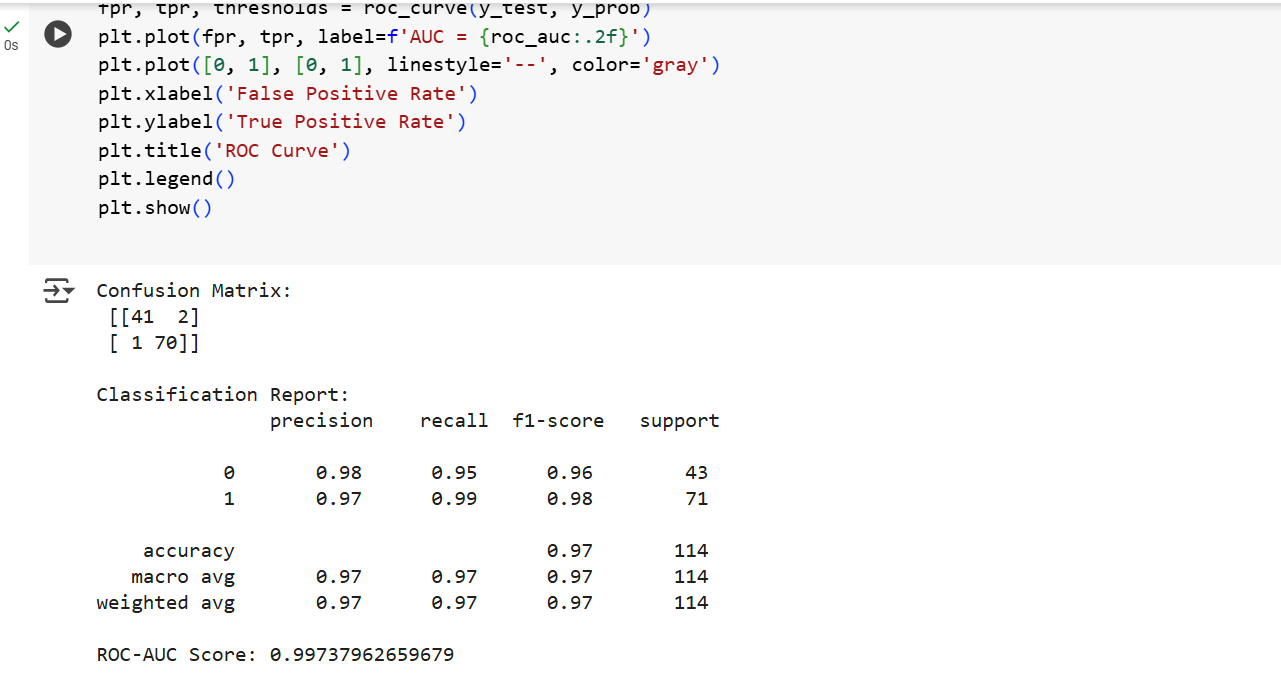 fpr, tpr, thresholds = roc_curve(y_test, y_prob)
0s
plt.plot(fpr, tpr, label=f'AUC = {roc_auc:.2f}')
plt.plot([0, 1], [0, 1], linestyle='--', color='gray')
plt.xlabel('False Positive Rate')
plt.ylabel('True Positive Rate')
plt.title('ROC Curve')
plt.legend()
plt.show()
Confusion Matrix:
[[41  2]
[ 1 70]]
Classification Report:
precision    recall  f1-score   support
0       0.98      0.95      0.96        43
1       0.97      0.99      0.98        71
accuracy                           0.97       114
macro avg       0.97      0.97      0.97       114
weighted avg       0.97      0.97      0.97       114
ROC-AUC Score: 0.99737962659679